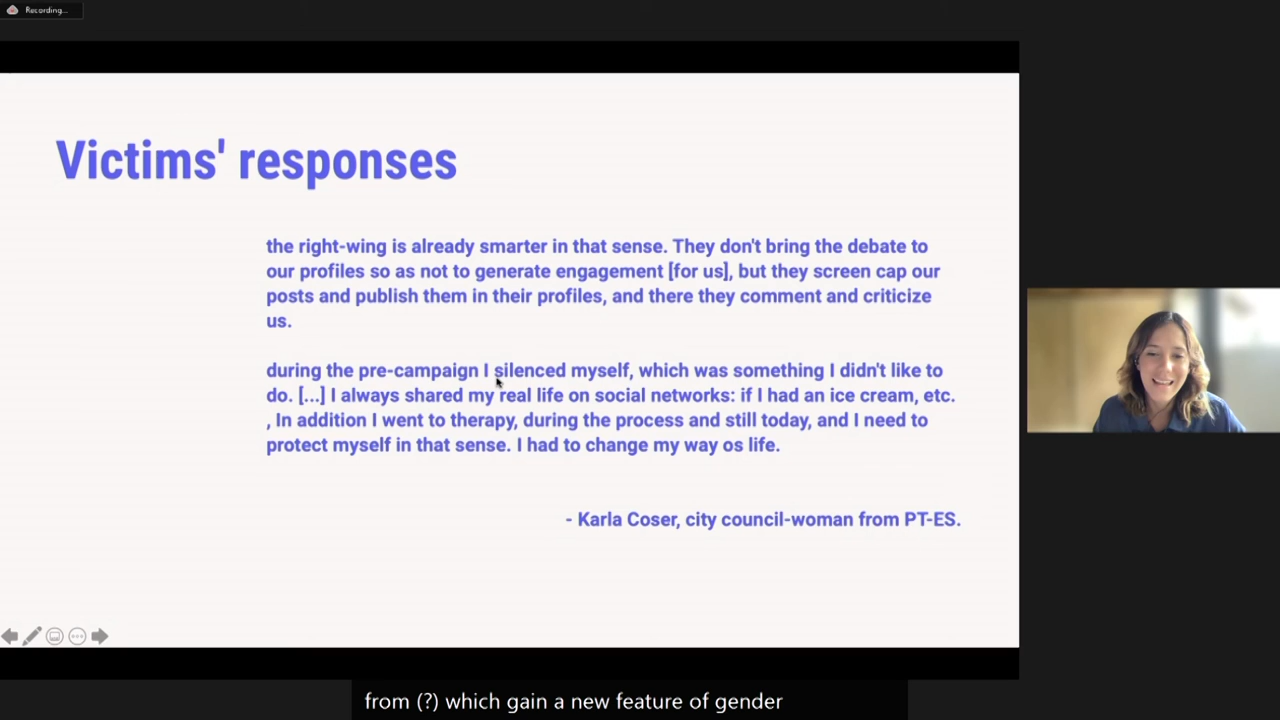 Recording...
Victims' responses
the right-wing is already smarter in that sense. They don't bring the debate to
our profiles so as not to generate engagement [for us], but they screen cap our
posts and publish them in their profiles, and there they comment and criticize
us.
during the pre-campaign I silenced myself, which was something I didn't like to
do. [...] I always shared my real life on social networks: if I had an ice cream, etc.
, In addition I went to therapy, during the process and still today, and I need to
protect myself in that sense. I had to change my way os life.
- Karla Coser, city council-woman from PT-ES.
from (?) which gain a new feature of gender